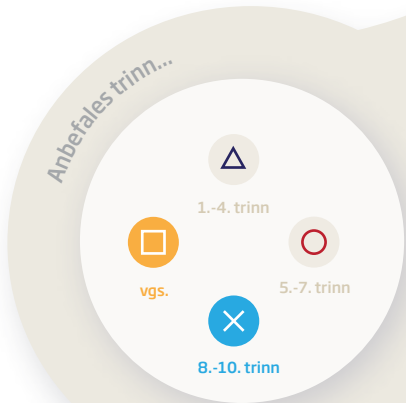 Anbefales trinn...
1.-4. trinn
vgs.
5.-7. trinn
8.-10. trinn